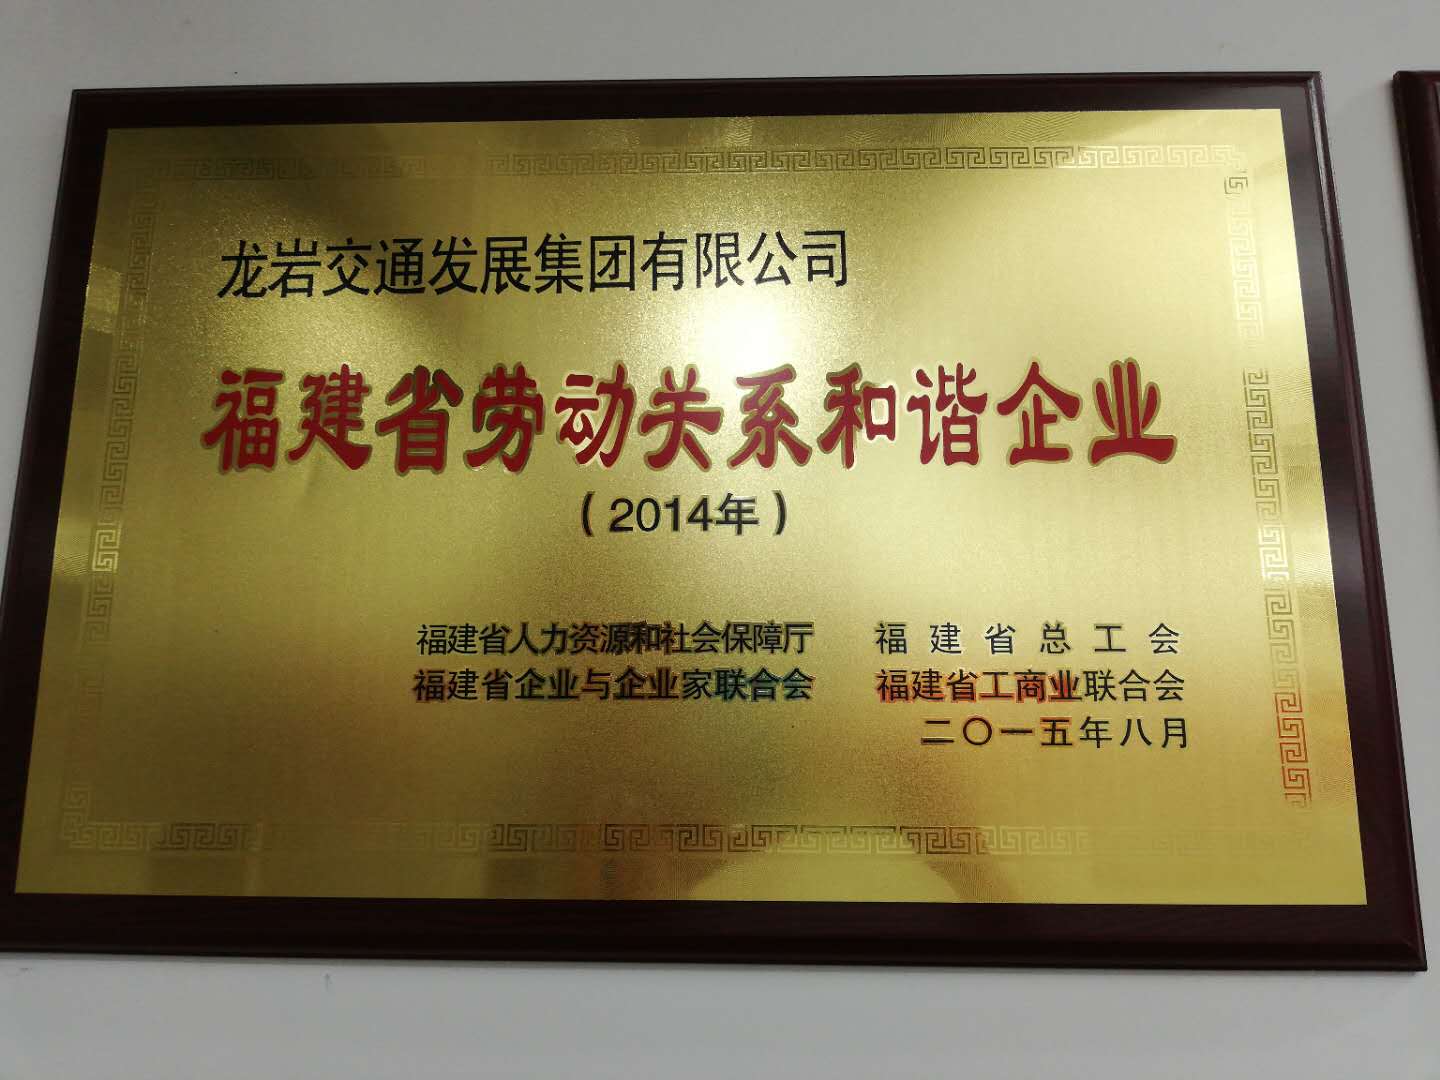 龙岩交通发展集团有限公司
福建省劳动关系和谐企业
（2014年）
福建省人力资源和社会保障厅 福建省总工会
福建省企业与企业家联合会 福建省工商业联合会
二〇一五年八月